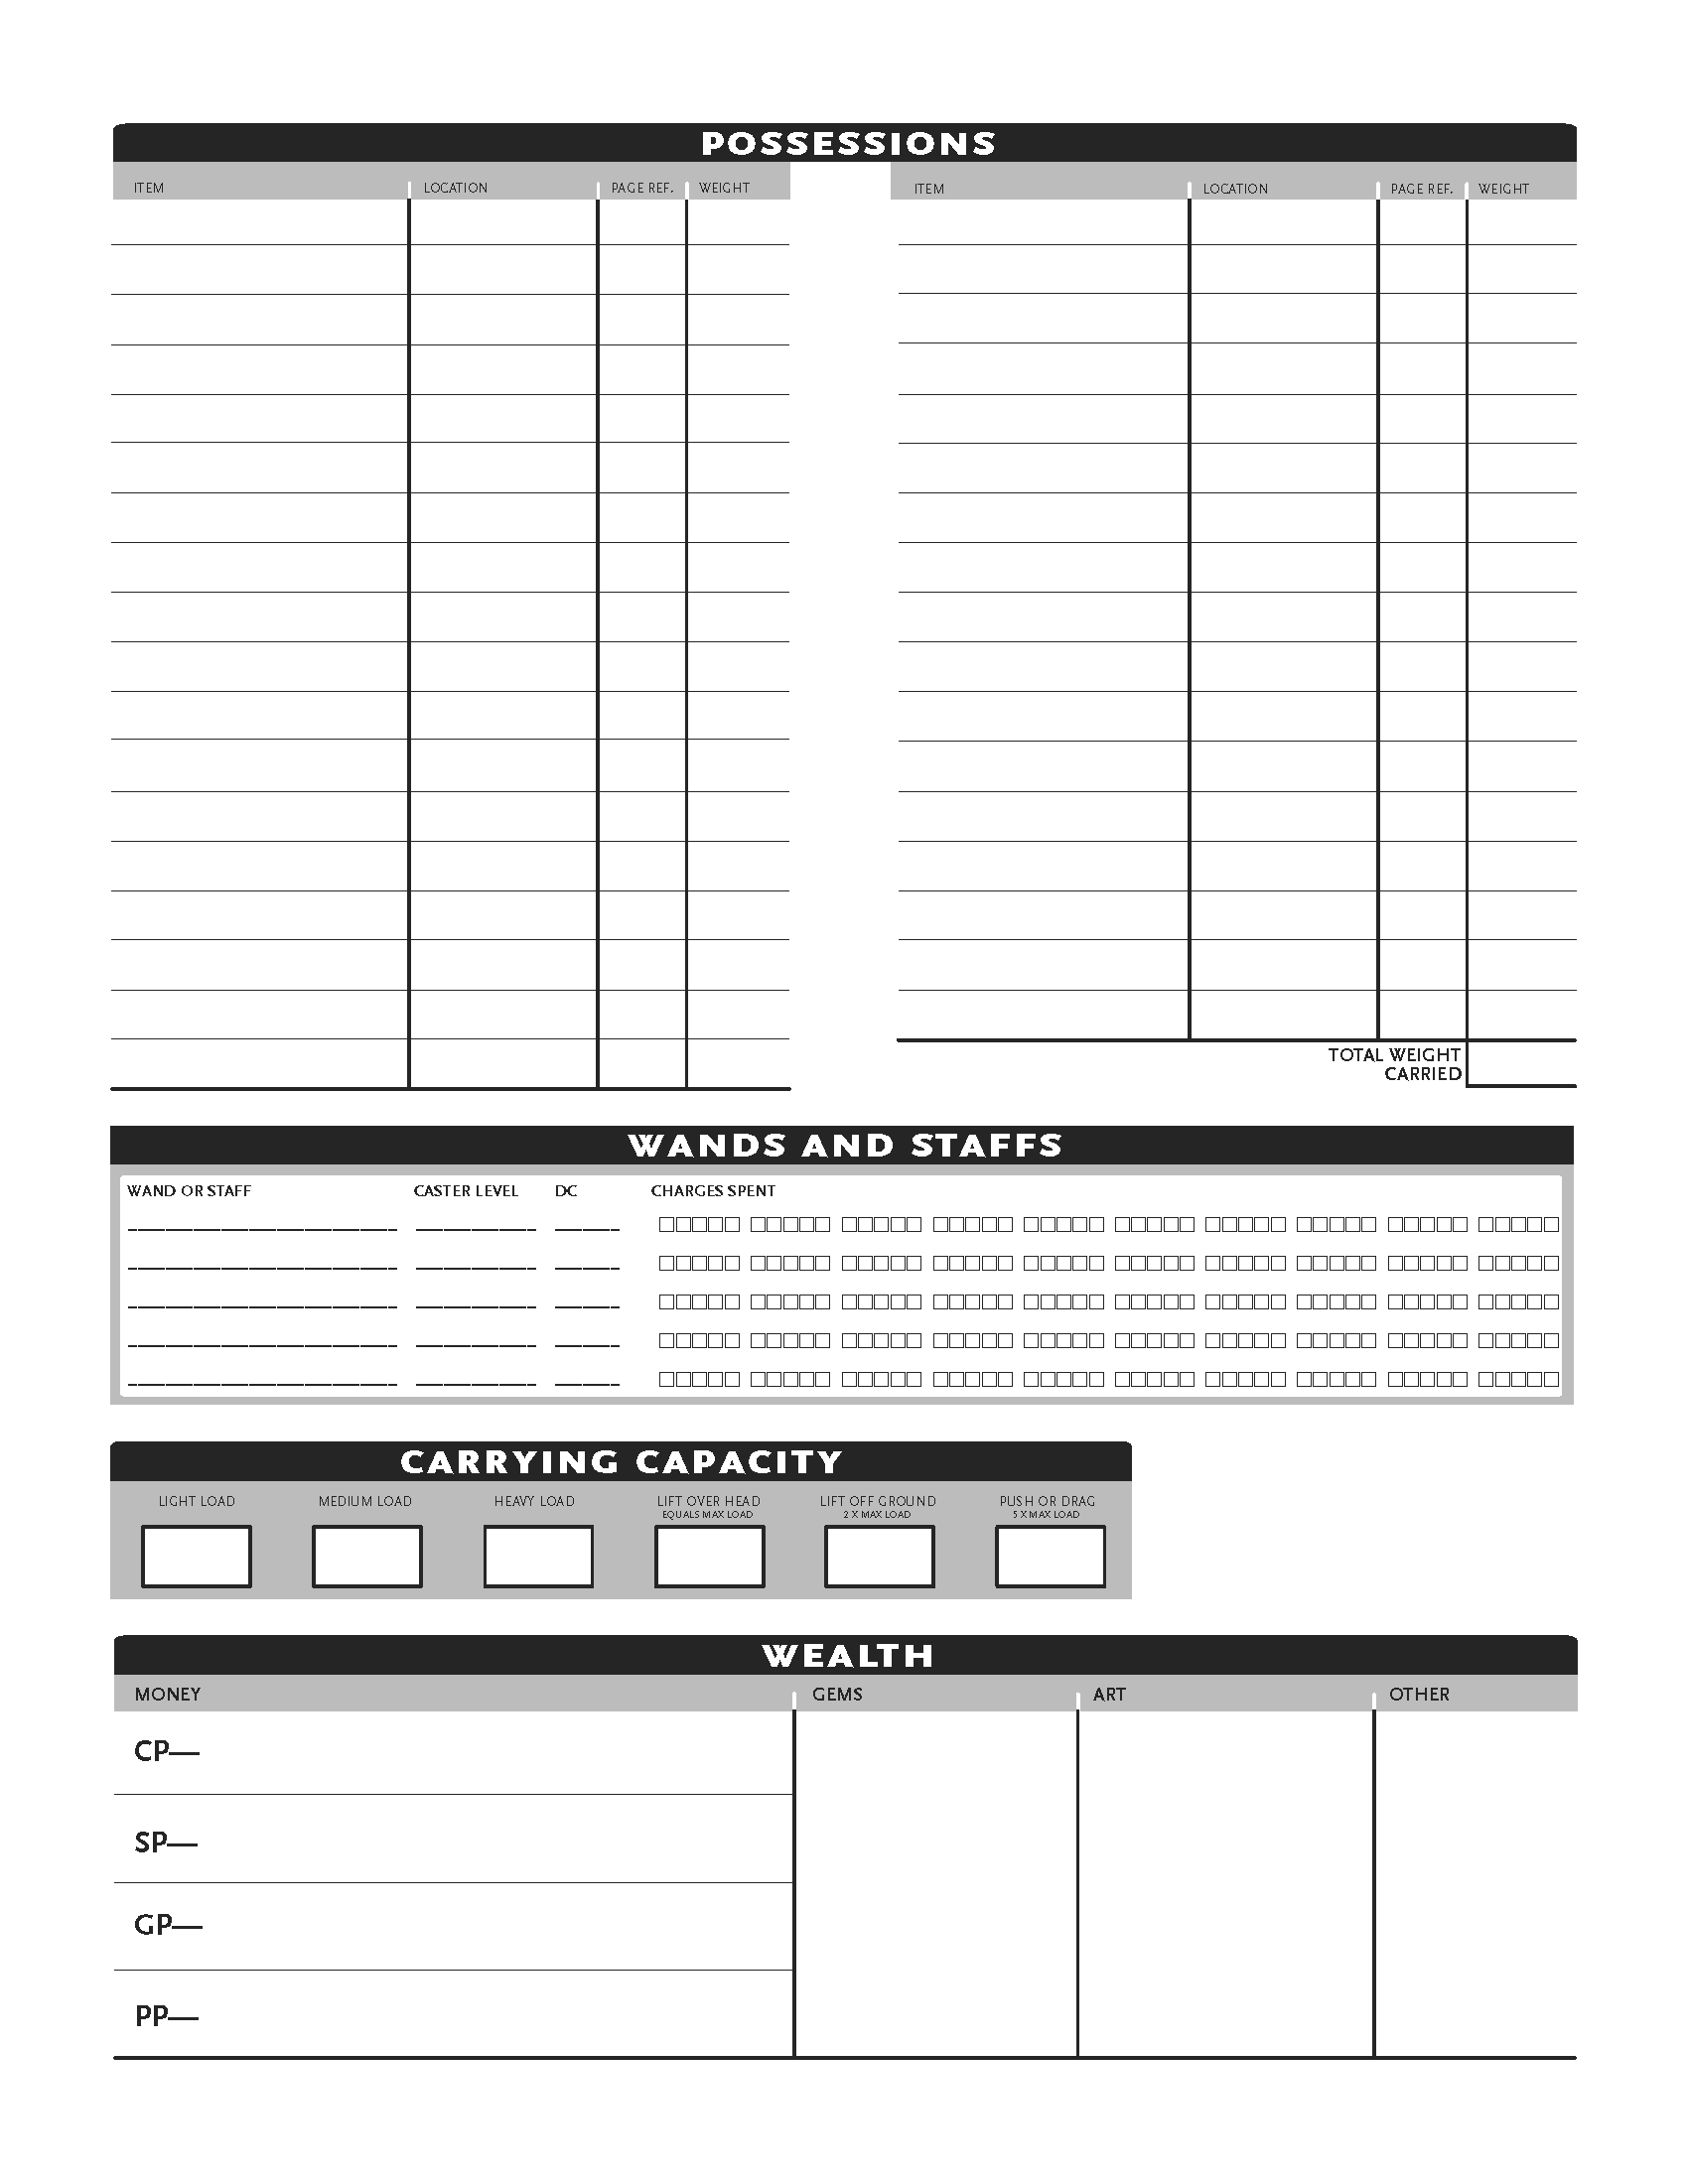 POSSESSIONS
ITEM LOCATION PAGE REF. WEIGHT ITEM LOCATION PAGE REF. WEIGHT
TOTAL WEIGHT
CARRIED
WANDS AND STAFFS
WAND OR STAFF CASTER LEVEL DC CHARGES SPENT
CARRYING CAPACITY
LIGHT LOAD MEDIUM LOAD HEAVY LOAD LIFT OVER HEAD LIFT OFF GROUND PUSH OR DRAG
EQUALS MAX LOAD 2 X MAX LOAD 5 X MAX LOAD
WEALTH
MONEY GEMS ART OTHER
CP—
SP—
GP—
PP—